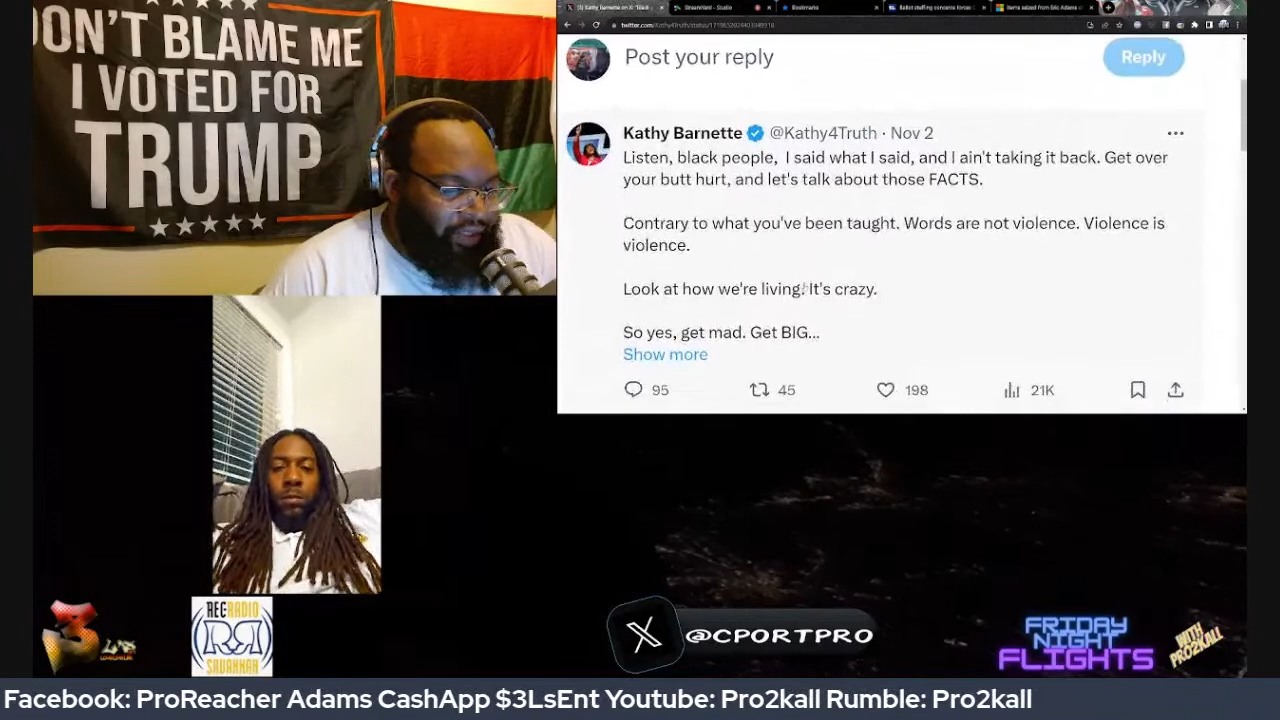 DON'T BLAME ME
I VOTED FOR
TRUMP
Post your reply
Reply
Kathy Barnette @Kathy4Truth · Nov 2
Listen, black people, I said what I said, and I ain't taking it back. Get over
your butt hurt, and let's talk about those FACTS.
Contrary to what you've been taught. Words are not violence. Violence is
violence.
Look at how we're living! It's crazy.
So yes, get mad. Get BIG...
Show more
95 45 198 21K
3
REC RADIO
RR
SAVANNAH
X @CPORTPRO
FRIDAY
NIGHT
FLIGHTS
WITH
PRO2KALL
Facebook: ProReacher Adams CashApp $3LsEnt Youtube: Pro2kall Rumble: Pro2kall